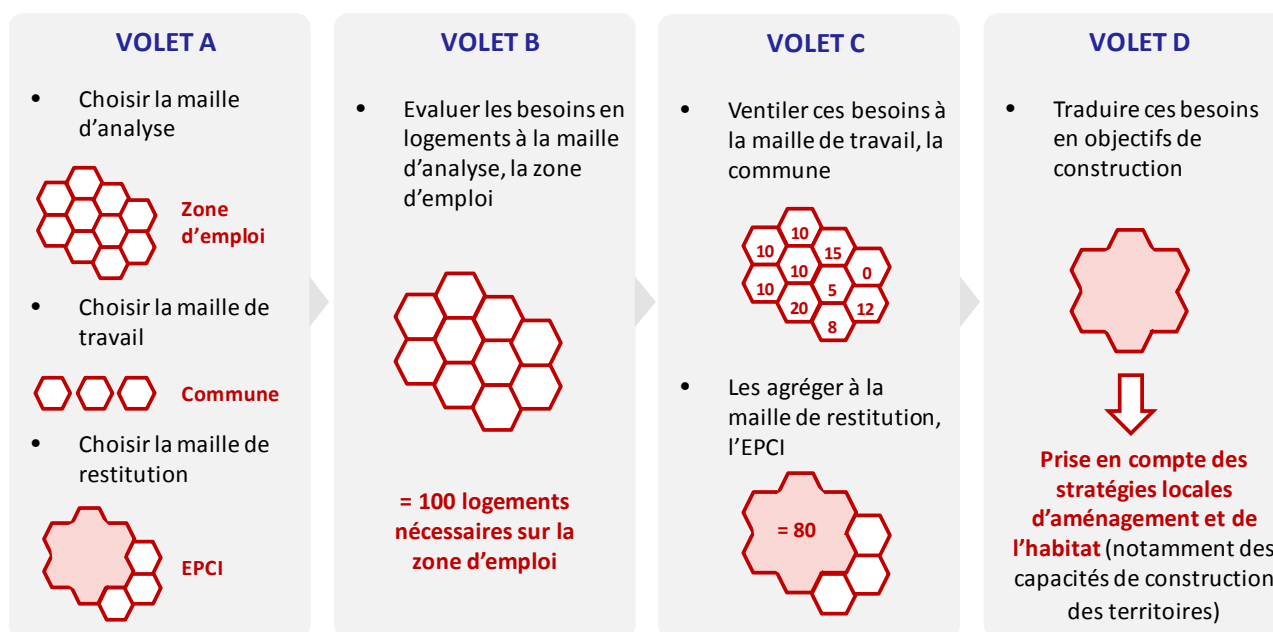 VOLET A
• Choisir la maille
d'analyse
Zone
d'emploi
• Choisir la maille de
travail
Commune
• Choisir la maille de
restitution
EPCI
VOLET B
• Evaluer les besoins en
logements à la maille
d'analyse, la zone
d'emploi
= 100 logements
nécessaires sur la
zone d'emploi
VOLET C
• Ventiler ces besoins à
la maille de travail, la
commune
10
10
15
10
0
10
5
20
12
8
• Les agréger à la
maille de restitution,
l'EPCI
= 80
VOLET D
• Traduire ces besoins
en objectifs de
construction
Prise en compte des
stratégies locales
d'aménagement et de
l'habitat (notamment des
capacités de construction
des territoires)